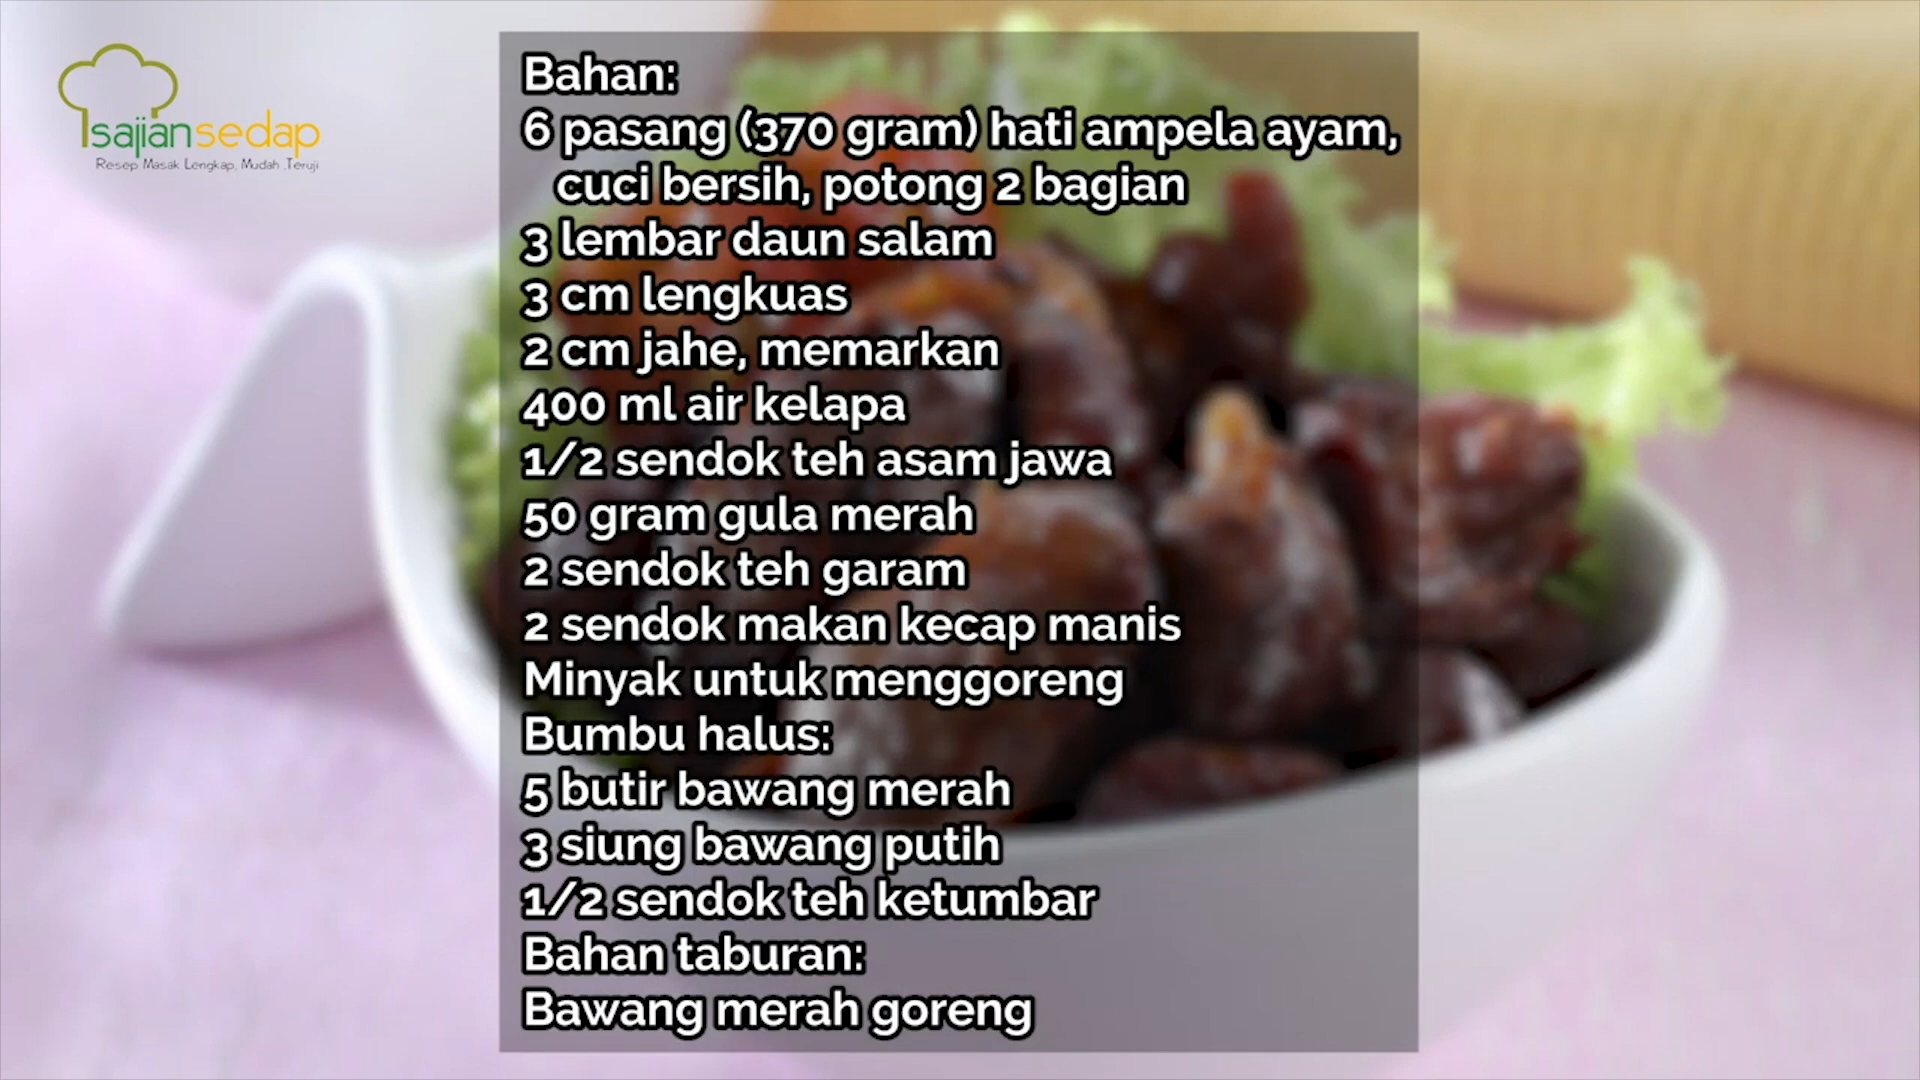 sajiansedap
Resep Masak Lengkap, Mudah ,Teruji
Bahan:
6 pasang (370 gram) hati ampela ayam,
cuci bersih, potong 2 bagian
3 lembar daun salam
3 cm lengkuas
2 cm jahe, memarkan
400 ml air kelapa
1/2 sendok teh asam jawa
50 gram gula merah
2 sendok teh garam
2 sendok makan kecap manis
Minyak untuk menggoreng
Bumbu halus:
5 butir bawang merah
3 siung bawang putih
1/2 sendok teh ketumbar
Bahan taburan:
Bawang merah goreng